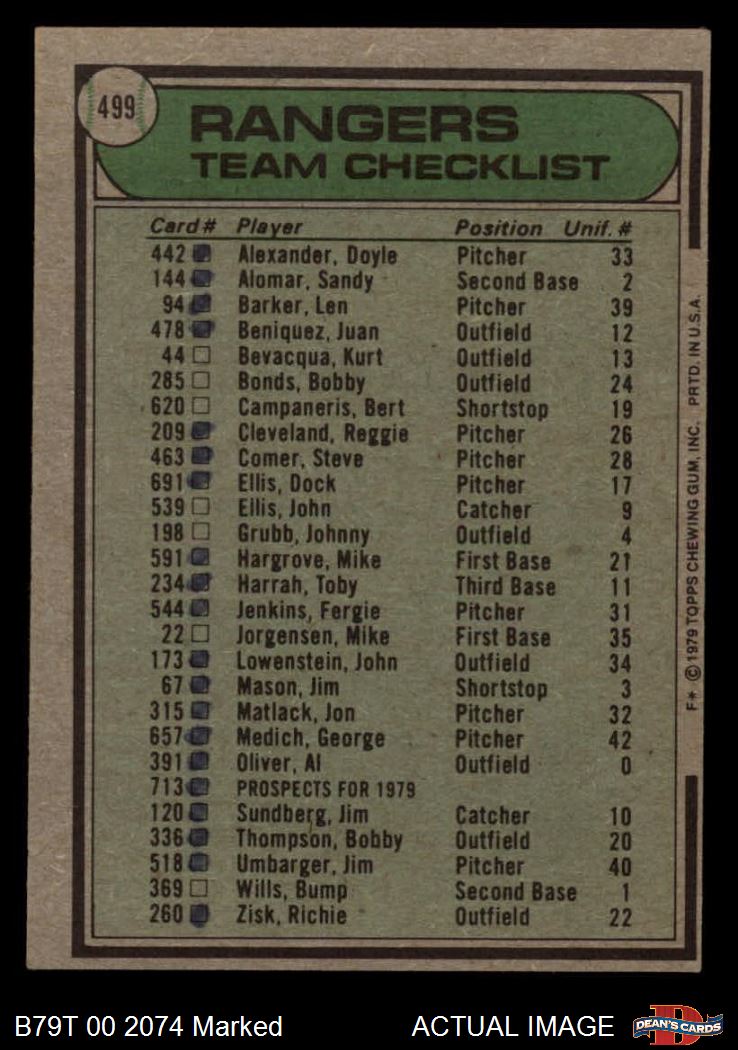 499
RANGERS
TEAM CHECKLIST
Card# Player Position Unif. #
442 Alexander, Doyle Pitcher 33
144 Alomar, Sandy Second Base 2
94 Barker, Len Pitcher 39
478 Beniquez, Juan Outfield 12
44 Bevacqua, Kurt Outfield 13
285 Bonds, Bobby Outfield 24
620 Campaneris, Bert Shortstop 19
209 Cleveland, Reggie Pitcher 26
463 Comer, Steve Pitcher 28
691 Ellis, Dock Pitcher 17
539 Ellis, John Catcher 9
198 Grubb, Johnny Outfield 4
591 Hargrove, Mike First Base 21
234 Harrah, Toby Third Base 11
544 Jenkins, Fergie Pitcher 31
22 Jorgensen, Mike First Base 35
173 Lowenstein, John Outfield 34
67 Mason, Jim Shortstop 3
315 Matlack, Jon Pitcher 32
657 Medich, George Pitcher 42
391 Oliver, Al Outfield 0
713 PROSPECTS FOR 1979
120 Sundberg, Jim Catcher 10
336 Thompson, Bobby Outfield 20
518 Umbarger, Jim Pitcher 40
369 Wills, Bump Second Base 1
260 Zisk, Richie Outfield 22
F* © 1979 TOPPS CHEWING GUM, INC. PRTD. IN U.S.A.
B79T 00 2074 Marked ACTUAL IMAGE
D
DEAN'S CARDS